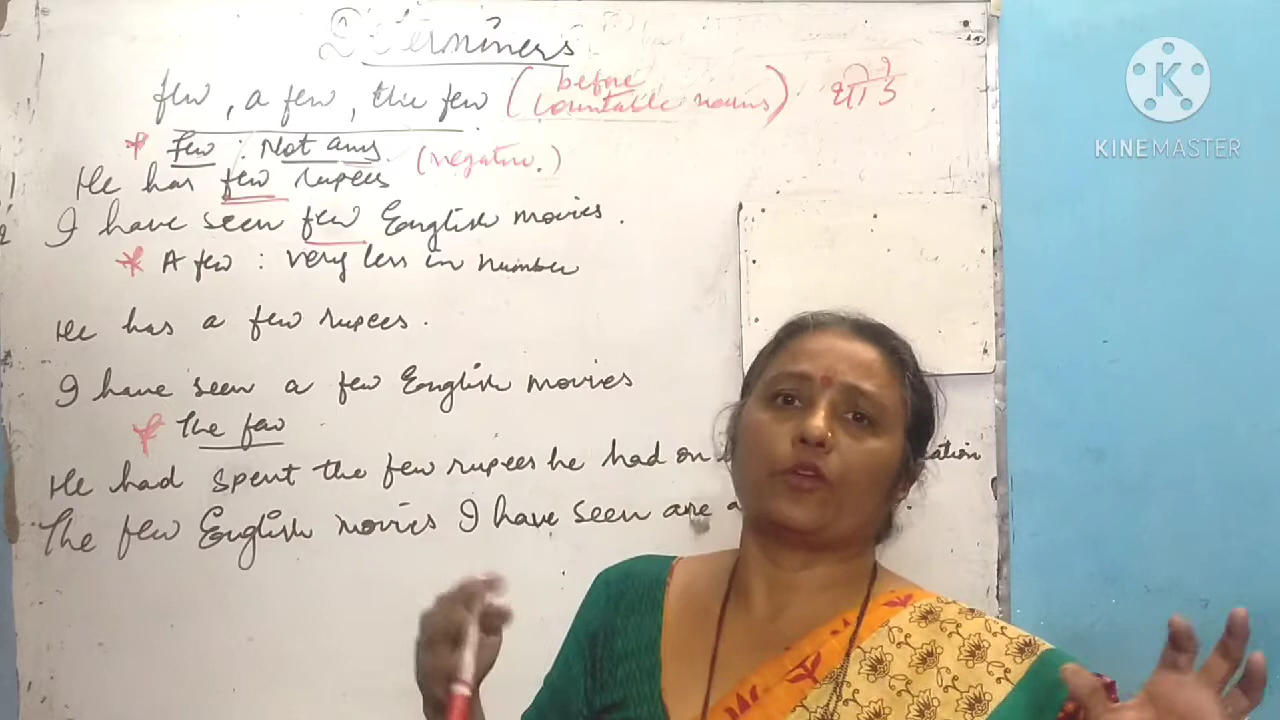 Determiners
few, a few, the few (before countable nouns) थोड़े
* Few : Not any. (negative.)
1 He has few rupees
2 I have seen few English movies.
* A few : very less in number
He has a few rupees.
I have seen a few English movies
* The few
He had spent the few rupees he had on
The few English movies I have seen are
K
KINEMASTER